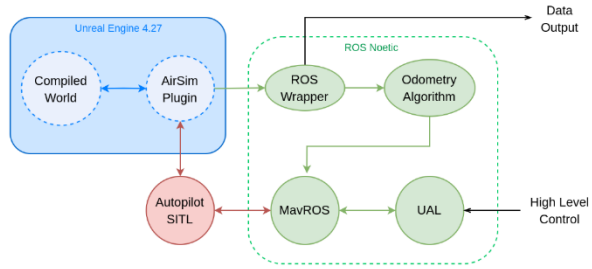 Data
Output
Unreal Engine 4.27
ROS Noetic
Compiled
World
AirSim
Plugin
ROS
Wrapper
Odometry
Algorithm
Autopilot
SITL
MavROS
UAL
High Level
Control